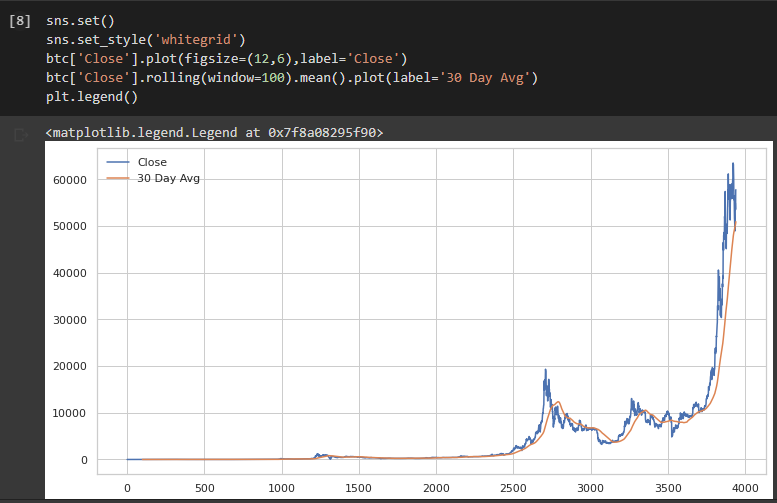 [8] sns.set()
sns.set_style('whitegrid')
btc['Close'].plot(figsize=(12,6),label='Close')
btc['Close'].rolling(window=100).mean().plot(label='30 Day Avg')
plt.legend()
<matplotlib.legend.Legend at 0x7f8a08295f90>
Close
30 Day Avg
60000
50000
40000
30000
20000
10000
0
0 500 1000 1500 2000 2500 3000 3500 4000